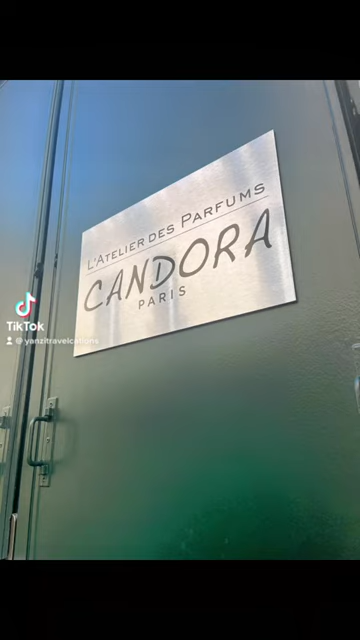 L'ATELIER DES PARFUMS
CANDORA
PARIS
TikTok
@ yanzitravelcations